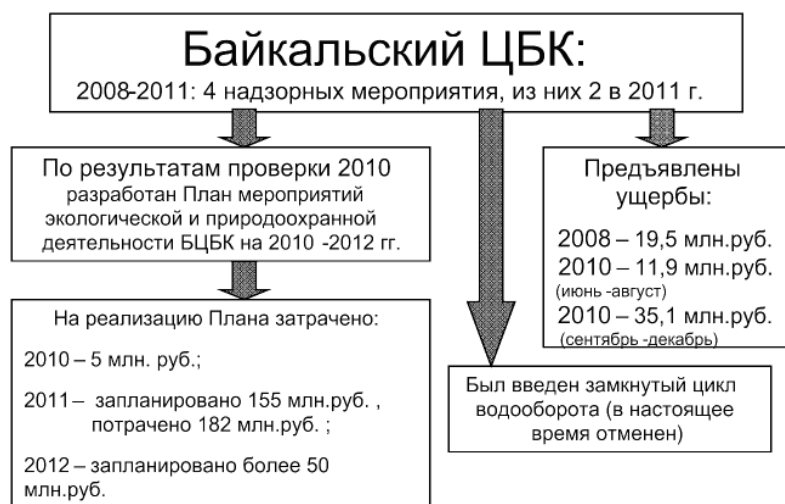 Байкальский ЦБК:
2008-2011: 4 надзорных мероприятия, из них 2 в 2011 г.
По результатам проверки 2010
разработан План мероприятий
экологической и природоохранной
деятельности БЦБК на 2010 -2012 гг.
На реализацию Плана затрачено:
2010 – 5 млн. руб.;
2011 – запланировано 155 млн.руб. ,
потрачено 182 млн.руб. ;
2012 – запланировано более 50
млн.руб.
Был введен замкнутый цикл
водооборота (в настоящее
время отменен)
Предъявлены
ущербы:
2008 – 19,5 млн.руб.
2010 – 11,9 млн.руб.
(июнь -август)
2010 – 35,1 млн.руб.
(сентябрь -декабрь)